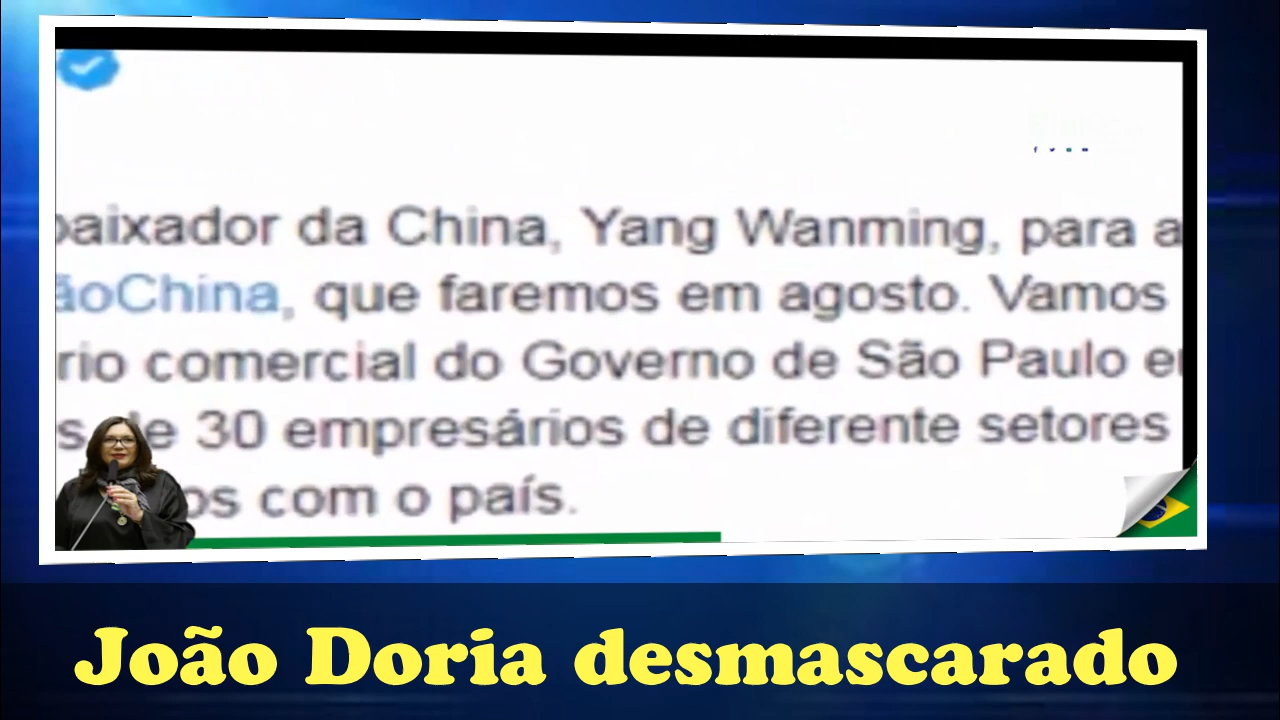 baixador da China, Yang Wanming, para a
ãoChina, que faremos em agosto. Vamos
rio comercial do Governo de São Paulo e
s de 30 empresários de diferente setores
os com o país.
João Doria desmascarado